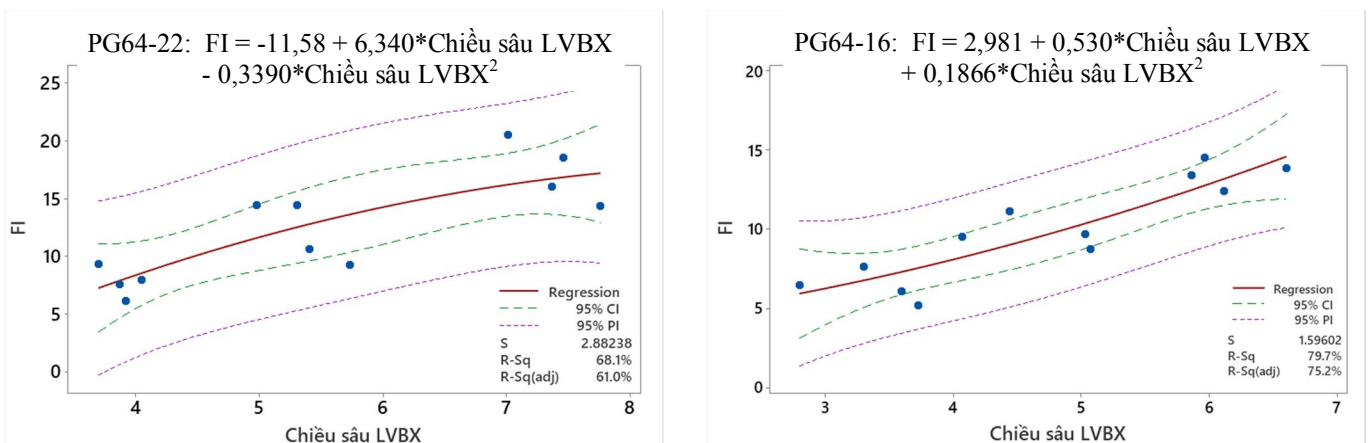 PG64-22: FI = -11,58 + 6,340*Chiều sâu LVBX
- 0,3390*Chiều sâu LVBX²
25
20
15
10
5
0
FI
4 5 6 7 8
Chiều sâu LVBX
Regression
95% CI
95% PI
S 2.88238
R-Sq 68.1%
R-Sq(adj) 61.0%
PG64-16: FI = 2,981 + 0,530*Chiều sâu LVBX
+ 0,1866*Chiều sâu LVBX²
20
15
10
5
0
FI
3 4 5 6 7
Chiều sâu LVBX
Regression
95% CI
95% PI
S 1.59602
R-Sq 79.7%
R-Sq(adj) 75.2%